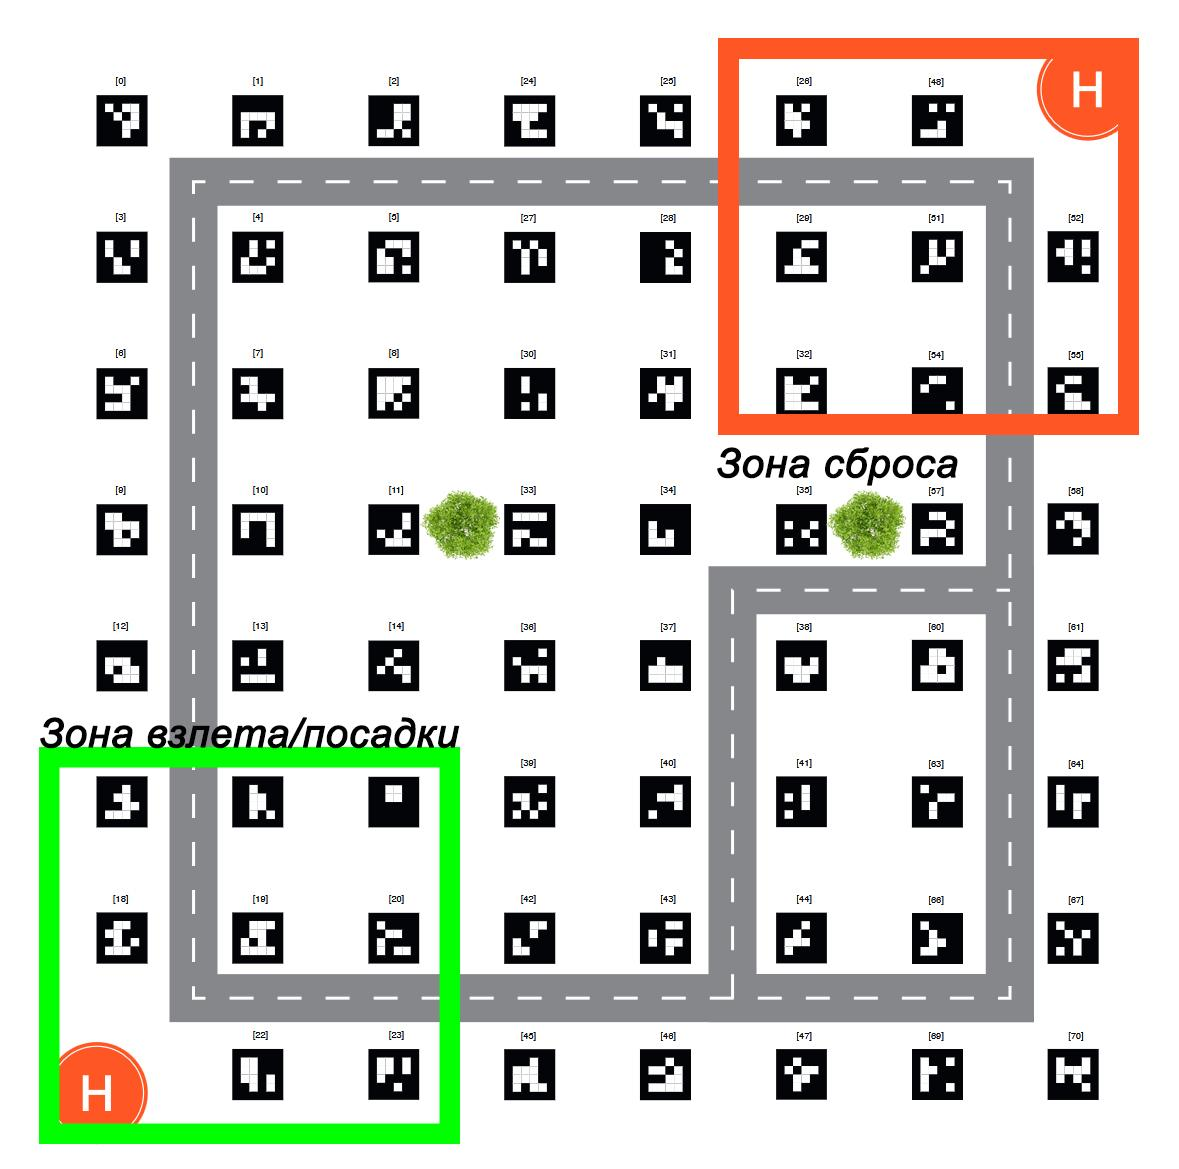 [0] [1] [2] [24] [25] [26] [48]
H
[3] [4] [5] [27] [28] [29] [51] [52]
[6] [7] [8] [30] [31] [32] [54] [55]
Зона сброса
[9] [10] [11] [33] [34] [35] [57] [58]
[12] [13] [14] [36] [37] [38] [60] [61]
Зона взлета/посадки
[39] [40] [41] [63] [64]
[18] [19] [20] [42] [43] [44] [66] [67]
[22] [23] [45] [46] [47] [69] [70]
H